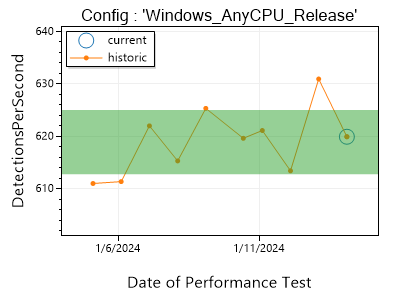 Config : 'Windows_AnyCPU_Release'
640
current
historic
630
620
610
DetectionsPerSecond
1/6/2024
1/11/2024
Date of Performance Test